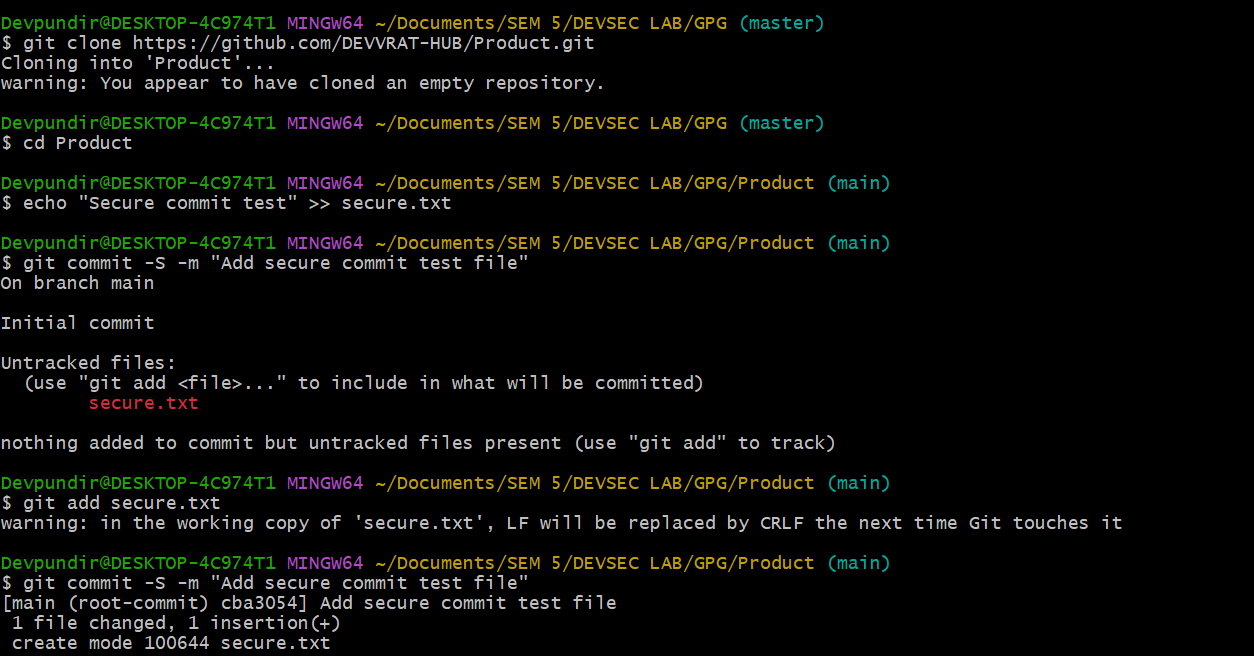 Devpundir@DESKTOP-4C974T1 MINGW64 ~/Documents/SEM 5/DEVSEC LAB/GPG (master)
$ git clone https://github.com/DEVVRAT-HUB/Product.git
Cloning into 'Product'...
warning: You appear to have cloned an empty repository.

Devpundir@DESKTOP-4C974T1 MINGW64 ~/Documents/SEM 5/DEVSEC LAB/GPG (master)
$ cd Product

Devpundir@DESKTOP-4C974T1 MINGW64 ~/Documents/SEM 5/DEVSEC LAB/GPG/Product (main)
$ echo "Secure commit test" >> secure.txt

Devpundir@DESKTOP-4C974T1 MINGW64 ~/Documents/SEM 5/DEVSEC LAB/GPG/Product (main)
$ git commit -S -m "Add secure commit test file"
On branch main

Initial commit

Untracked files:
  (use "git add <file>..." to include in what will be committed)
        secure.txt

nothing added to commit but untracked files present (use "git add" to track)

Devpundir@DESKTOP-4C974T1 MINGW64 ~/Documents/SEM 5/DEVSEC LAB/GPG/Product (main)
$ git add secure.txt
warning: in the working copy of 'secure.txt', LF will be replaced by CRLF the next time Git touches it

Devpundir@DESKTOP-4C974T1 MINGW64 ~/Documents/SEM 5/DEVSEC LAB/GPG/Product (main)
$ git commit -S -m "Add secure commit test file"
[main (root-commit) cba3054] Add secure commit test file
 1 file changed, 1 insertion(+)
 create mode 100644 secure.txt